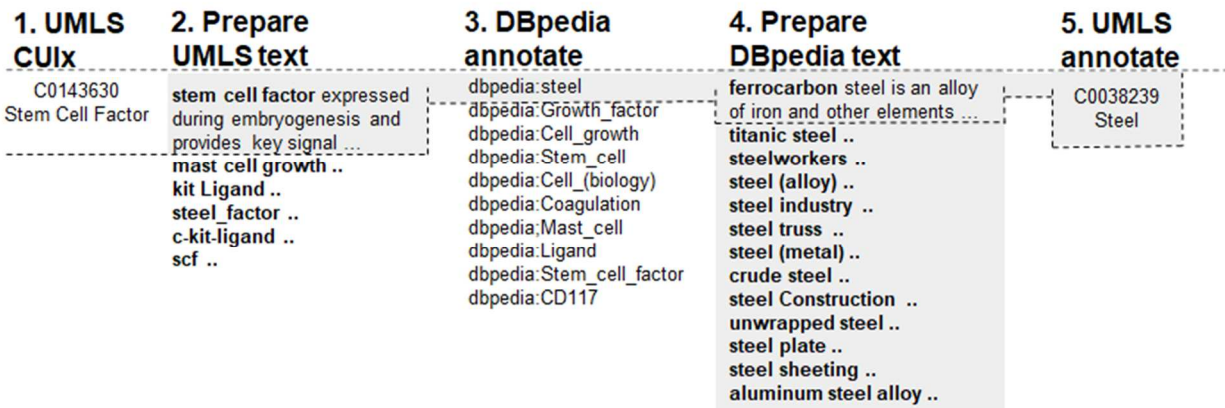 1. UMLS
CUIx
2. Prepare
UMLS text
3. DBpedia
annotate
4. Prepare
DBpedia text
5. UMLS
annotate
C0143630
Stem Cell Factor
stem cell factor expressed
during embryogenesis and
provides key signal ...
mast cell growth ..
kit Ligand ..
steel_factor ..
c-kit-ligand ..
scf ..
dbpedia:steel
dbpedia:Growth_factor
dbpedia:Cell_growth
dbpedia:Stem_cell
dbpedia:Cell_(biology)
dbpedia:Coagulation
dbpedia;Mast_cell
dbpedia:Ligand
dbpedia:Stem_cell_factor
dbpedia:CD117
ferrocarbon steel is an alloy
of iron and other elements ...
titanic steel ..
steelworkers ..
steel (alloy) ..
steel industry ..
steel truss ..
steel (metal) ..
crude steel ..
steel Construction ..
unwrapped steel ..
steel plate ..
steel sheeting ..
aluminum steel alloy ..
C0038239
Steel